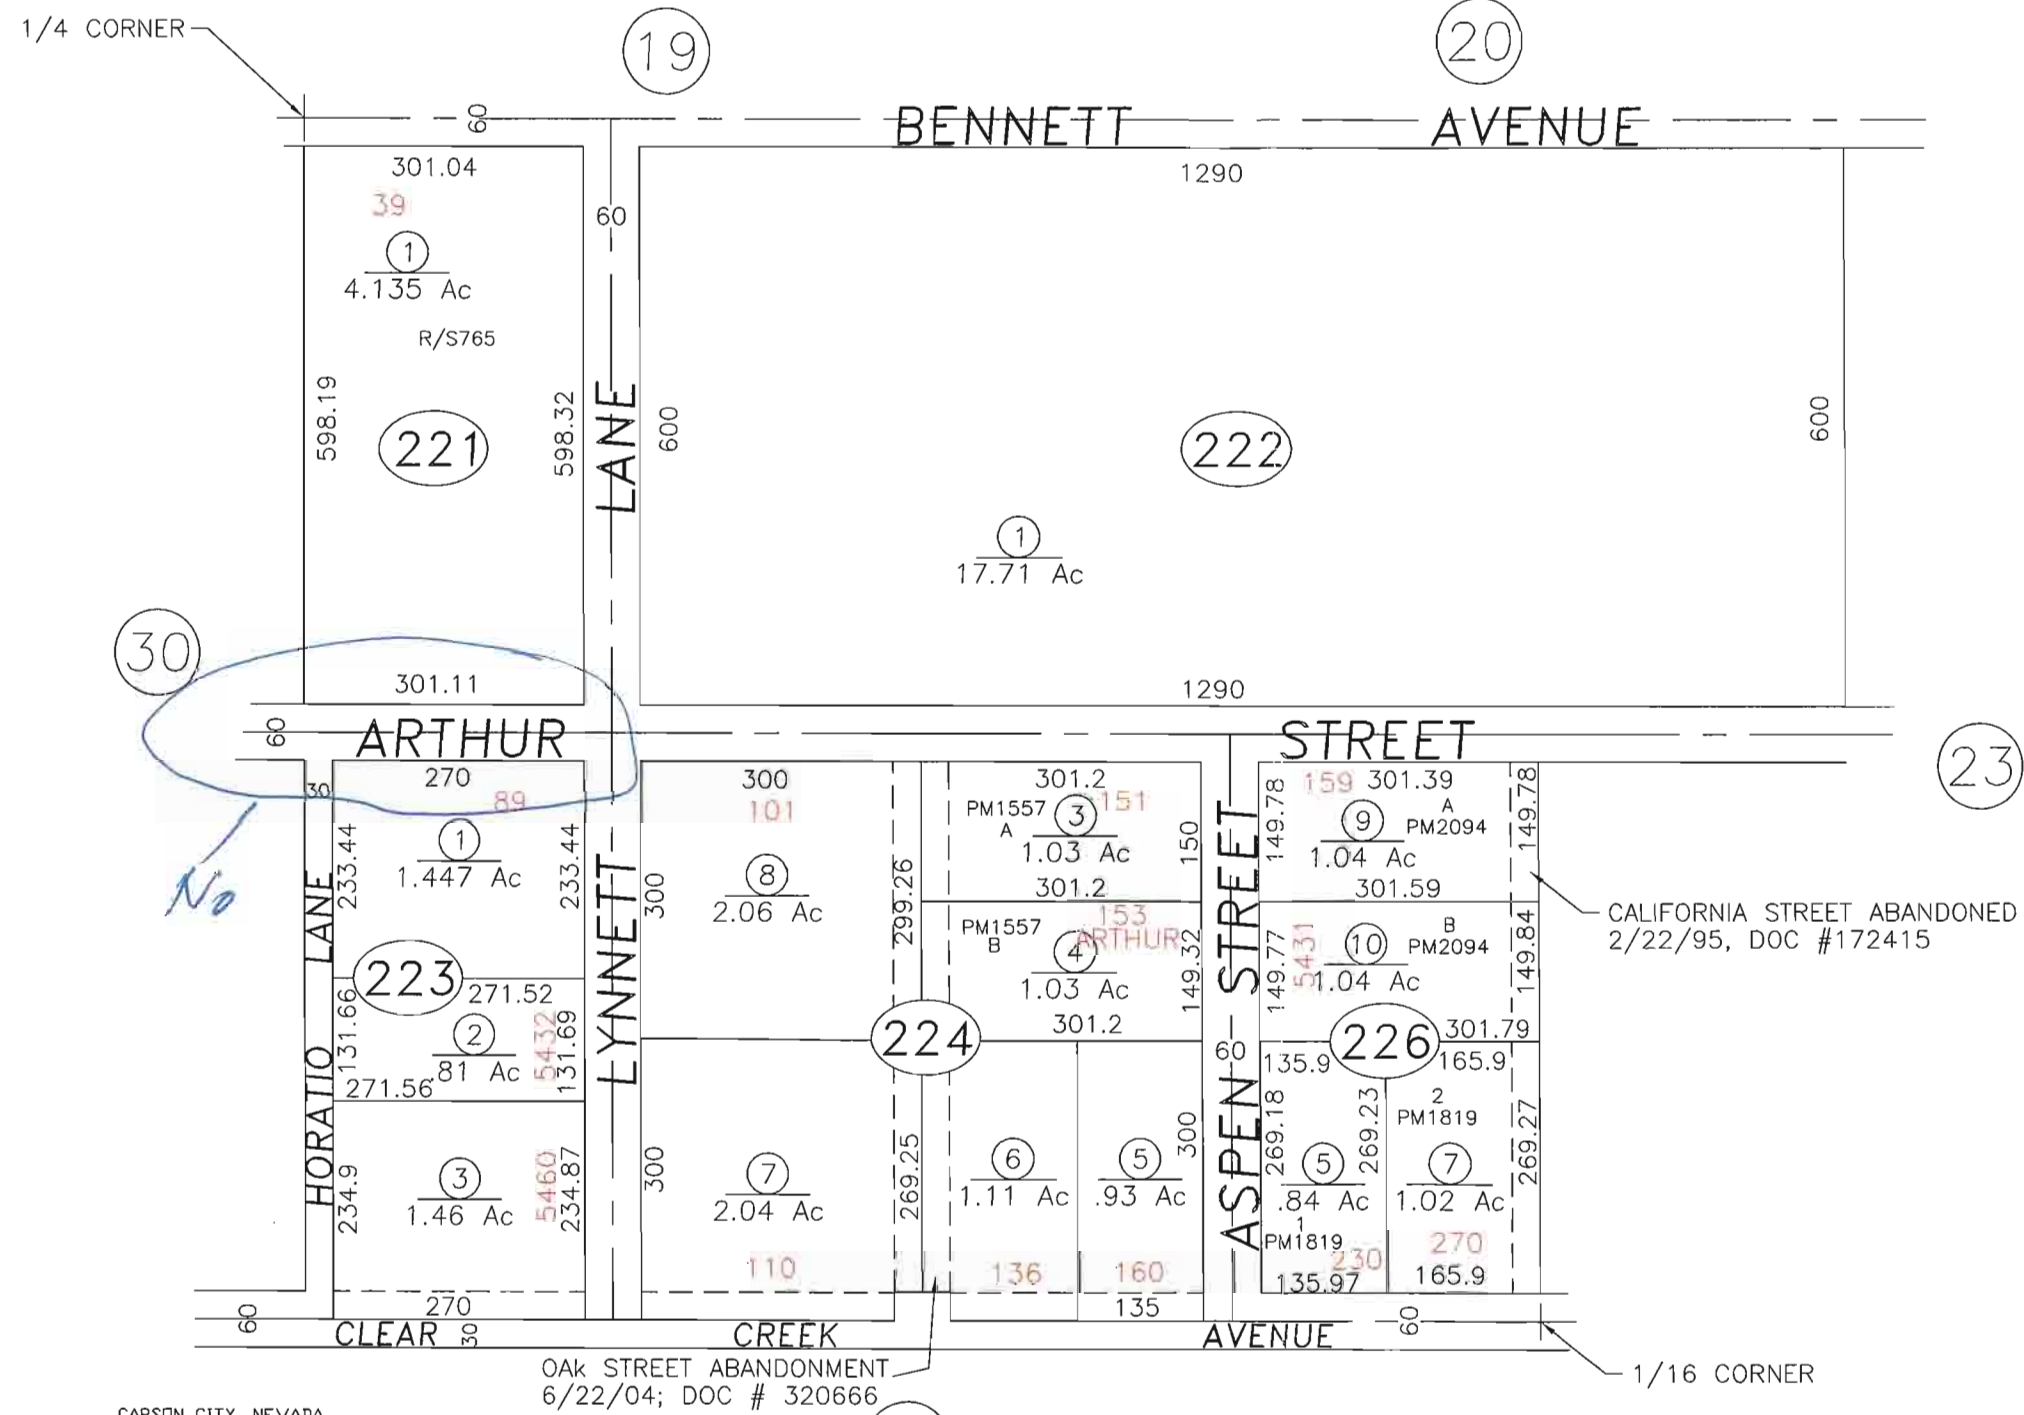 1/4 CORNER
19
20
60
BENNETT AVENUE
301.04
1290
39
60
1
4.135 Ac
R/S765
598.19
598.32
LANE
600
600
221
222
1
17.71 Ac
30
301.11
1290
60
ARTHUR STREET
23
30
270
89
300
101
301.2
151
PM1557
A
3
1.03 Ac
150
301.2
149.78
159
301.39
A
PM2094
9
1.04 Ac
149.78
301.59
No
233.44
1
1.447 Ac
233.44
8
2.06 Ac
300
299.26
PM1557
B
153
ARTHUR
4
1.03 Ac
149.32
301.2
149.77
5431
10
B
PM2094
1.04 Ac
149.84
301.79
CALIFORNIA STREET ABANDONED
2/22/95, DOC #172415
HORATIO LANE
223
271.52
131.66
2
.81 Ac
5432
131.69
271.56
LYNNETT
224
ASPEN STREET
60
226
135.9
165.9
234.9
3
1.46 Ac
5460
234.87
300
7
2.04 Ac
110
269.25
6
1.11 Ac
136
5
.93 Ac
160
300
269.18
5
.84 Ac
1
PM1819
230
135.97
269.23
2
PM1819
7
1.02 Ac
270
165.9
269.27
60
270
30
135
60
CLEAR CREEK AVENUE
OAk STREET ABANDONMENT
6/22/04; DOC # 320666
1/16 CORNER
CARSON CITY, NEVADA